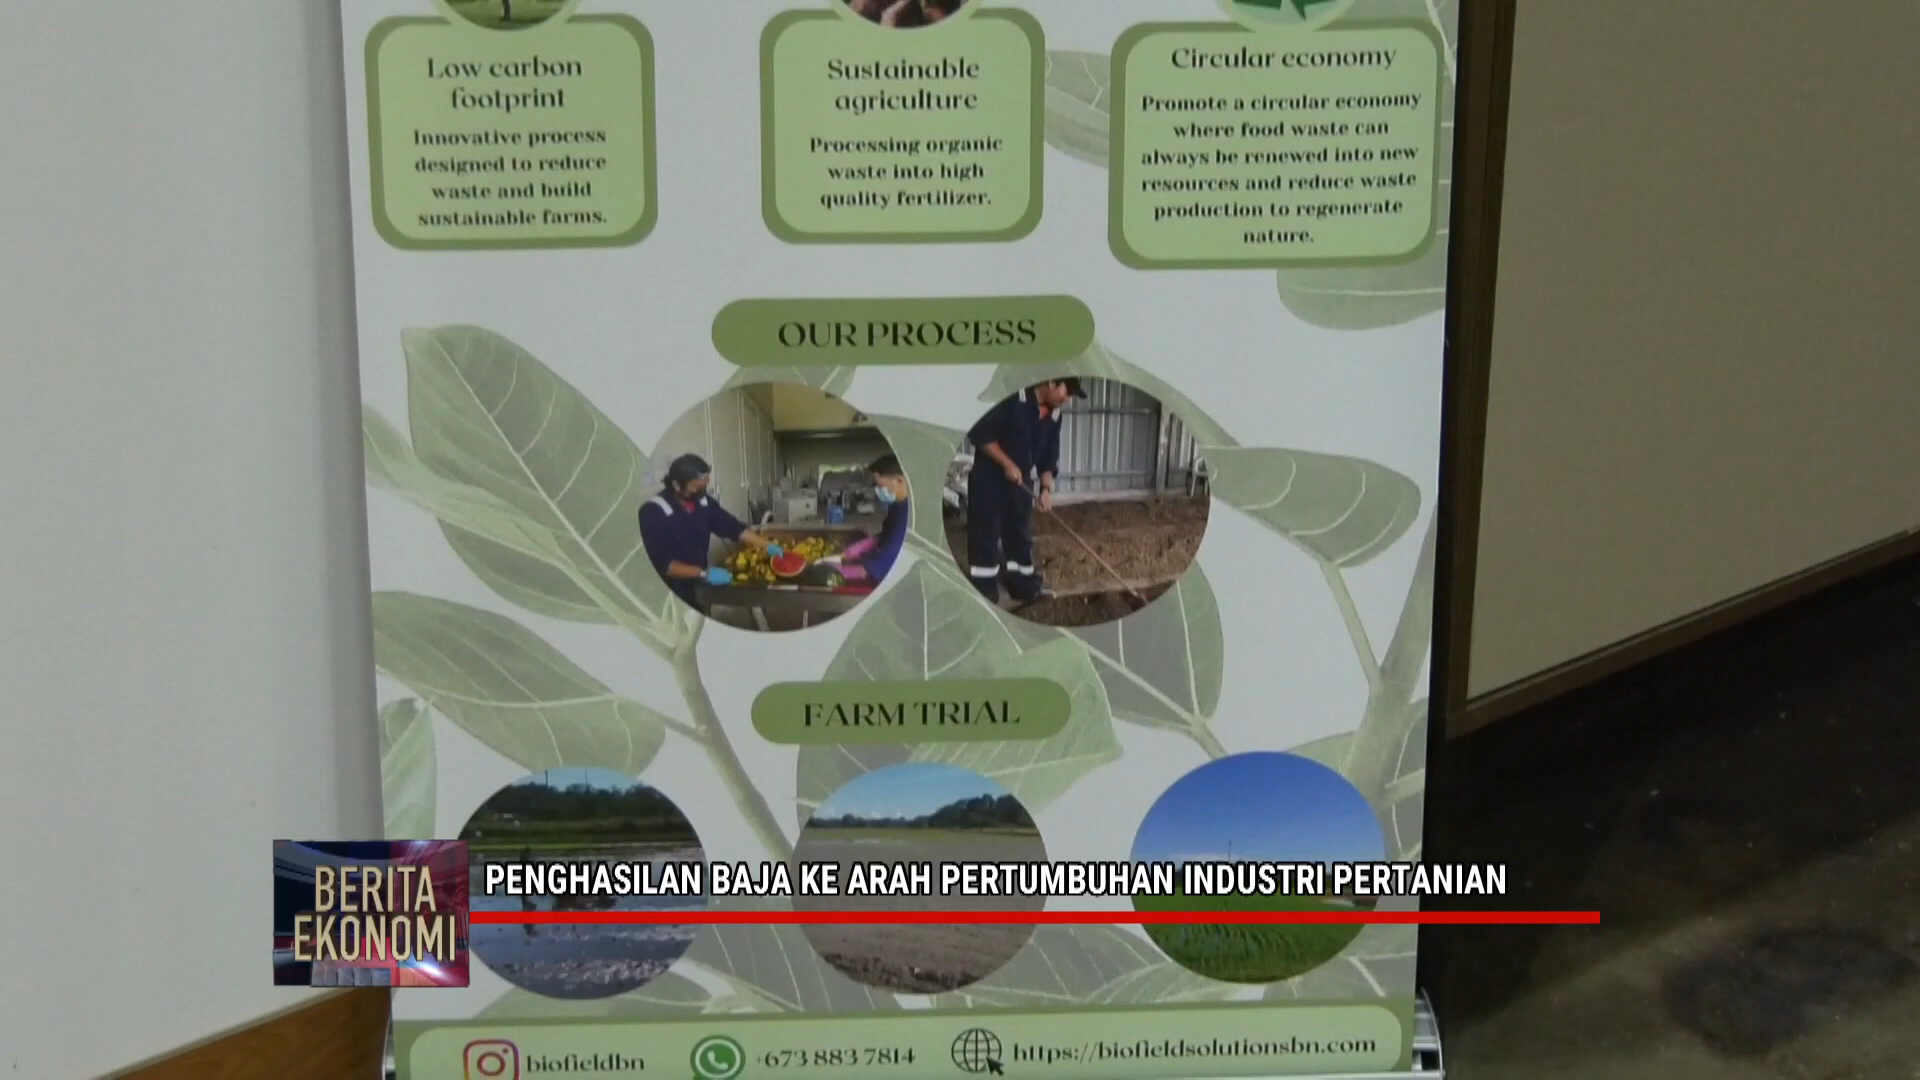 Low carbon
footprint
Innovative process
designed to reduce
waste and build
sustainable farms.
Sustainable
agriculture
Processing organic
waste into high
quality fertilizer.
Circular economy
Promote a circular economy
where food waste can
always be renewed into new
resources and reduce waste
production to regenerate
nature.
OUR PROCESS
FARM TRIAL
BERITA
EKONOMI
PENGHASILAN BAJA KE ARAH PERTUMBUHAN INDUSTRI PERTANIAN
biofieldbn
+673 883 7814
https://biofieldsolutionsbn.com